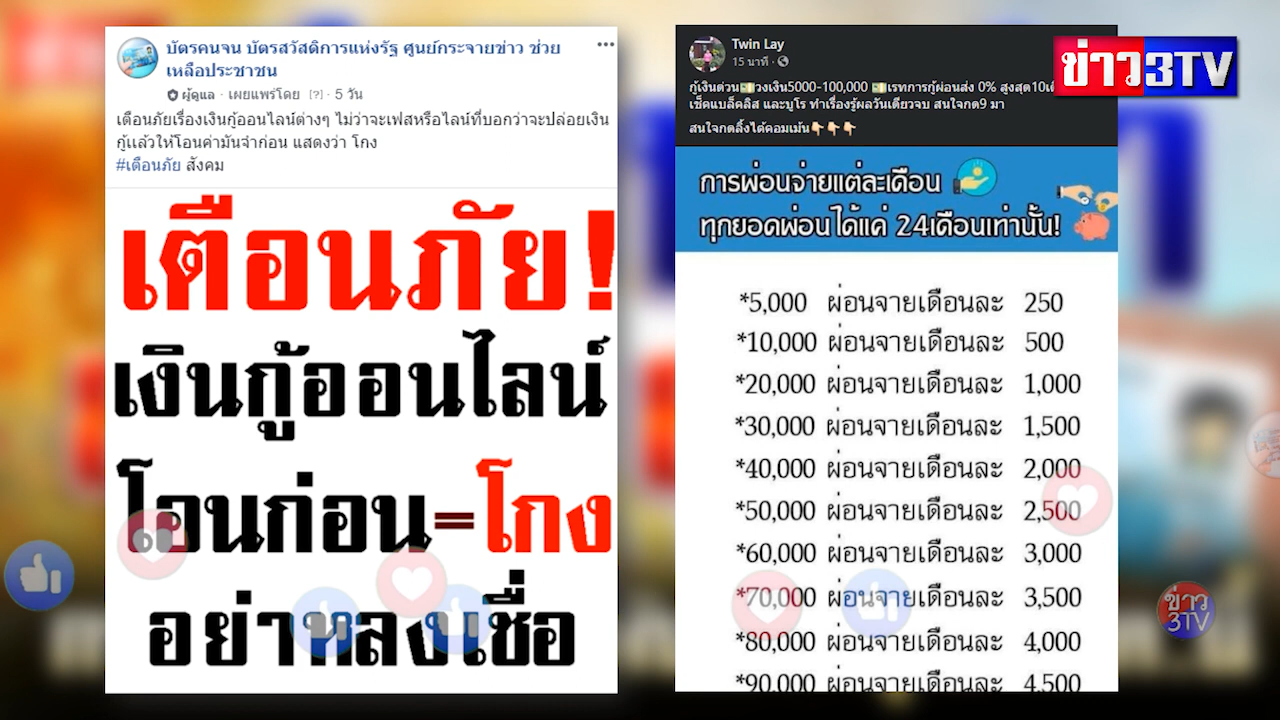 บัตรคนจน บัตรสวัสดิการแห่งรัฐ ศูนย์กระจายข่าว ช่วย
เหลือประชาชน
ผู้ดูแล · เผยแพร่โดย [?] · 5 วัน
เตือนภัยเรื่องเงินกู้ออนไลน์ต่างๆ ไม่ว่าจะเฟสหรือไลน์ที่บอกว่าจะปล่อยเงิน
กู้แล้วให้โอนค่ามันจำก่อน แสดงว่า โกง
#เตือนภัย สังคม
เตือนภัย!
เงินกู้ออนไลน์
โอนก่อน=โกง
อย่าหลงเชื่อ
Twin Lay
15 นาที ·
กู้เงินด่วน💵วงเงิน5000-100,000 💵เรทการกู้ผ่อนส่ง 0% สูงสุด10
เช็คแบล็คลิส และบูโร ทำเรื่องรู้ผลวันเดียวจบ สนใจกด9 มา
สนใจกดลิ้งได้คอมเม้น👇🏻👇🏻👇🏻
การผ่อนจ่ายแต่ละเดือน
ทุกยอดผ่อนได้แค่ 24เดือนเท่านั้น!
*5,000 ผ่อนจายเดือนละ 250
*10,000 ผ่อนจายเดือนละ 500
*20,000 ผ่อนจายเดือนละ 1,000
*30,000 ผ่อนจายเดือนละ 1,500
*40,000 ผ่อนจายเดือนละ 2,000
*50,000 ผ่อนจายเดือนละ 2,500
*60,000 ผ่อนจายเดือนละ 3,000
*70,000 ผ่อนจายเดือนละ 3,500
*80,000 ผ่อนจายเดือนละ 4,000
*90,000 ผ่อนจายเดือนละ 4,500
ข่าว3TV
ข่าว
3TV